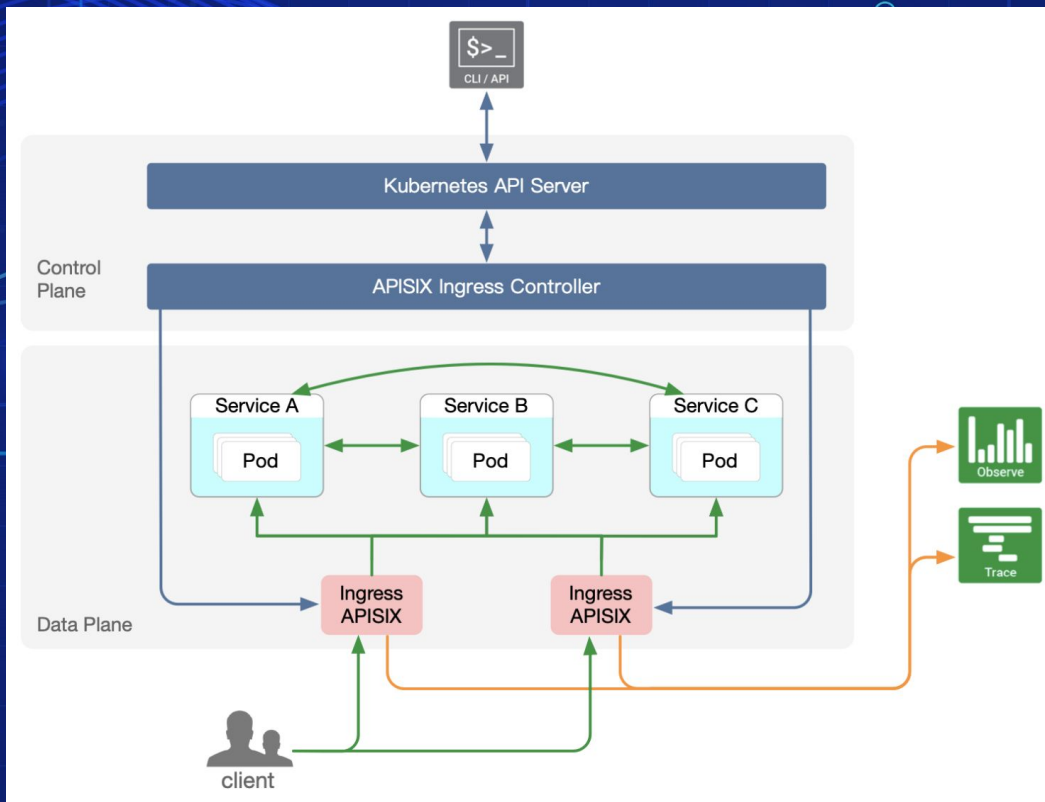 $>_
CLI / API
Kubernetes API Server
Control
Plane
APISIX Ingress Controller
Service A
Service B
Service C
Pod
Pod
Pod
Observe
Trace
Ingress
APISIX
Ingress
APISIX
Data Plane
client